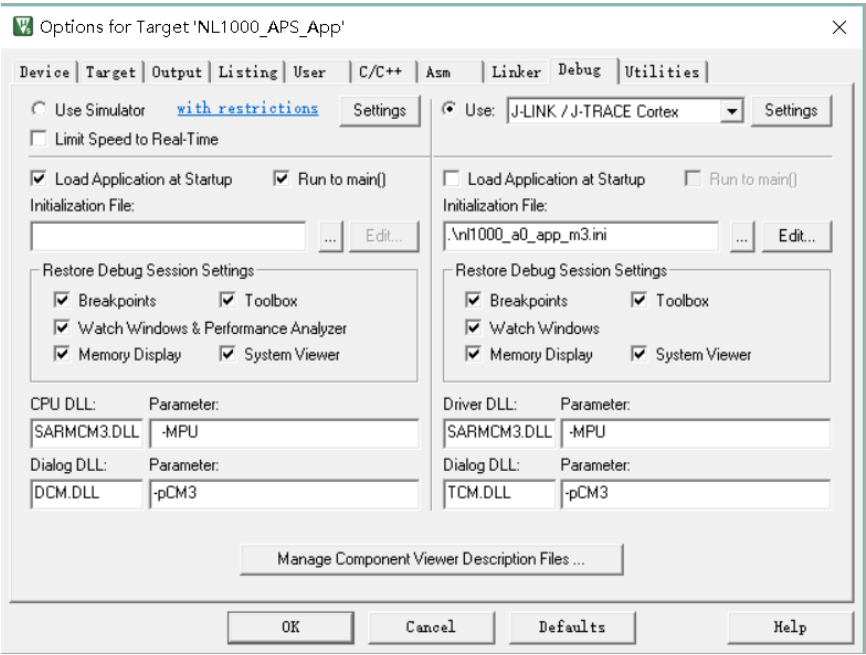 Options for Target 'NL1000_APS_App'
Device Target Output Listing User C/C++ Asm Linker Debug Utilities
Use Simulator with restrictions Settings
Limit Speed to Real-Time
Use: J-LINK / J-TRACE Cortex Settings
Load Application at Startup Run to main()
Initialization File:
... Edit...
Load Application at Startup Run to main()
Initialization File:
.\nl1000_a0_app_m3.ini ... Edit...
Restore Debug Session Settings
Breakpoints Toolbox
Watch Windows & Performance Analyzer
Memory Display System Viewer
Restore Debug Session Settings
Breakpoints Toolbox
Watch Windows
Memory Display System Viewer
CPU DLL: Parameter:
SARMCM3.DLL -MPU
Dialog DLL: Parameter:
DCM.DLL -pCM3
Driver DLL: Parameter:
SARMCM3.DLL -MPU
Dialog DLL: Parameter:
TCM.DLL -pCM3
Manage Component Viewer Description Files ...
OK Cancel Defaults Help